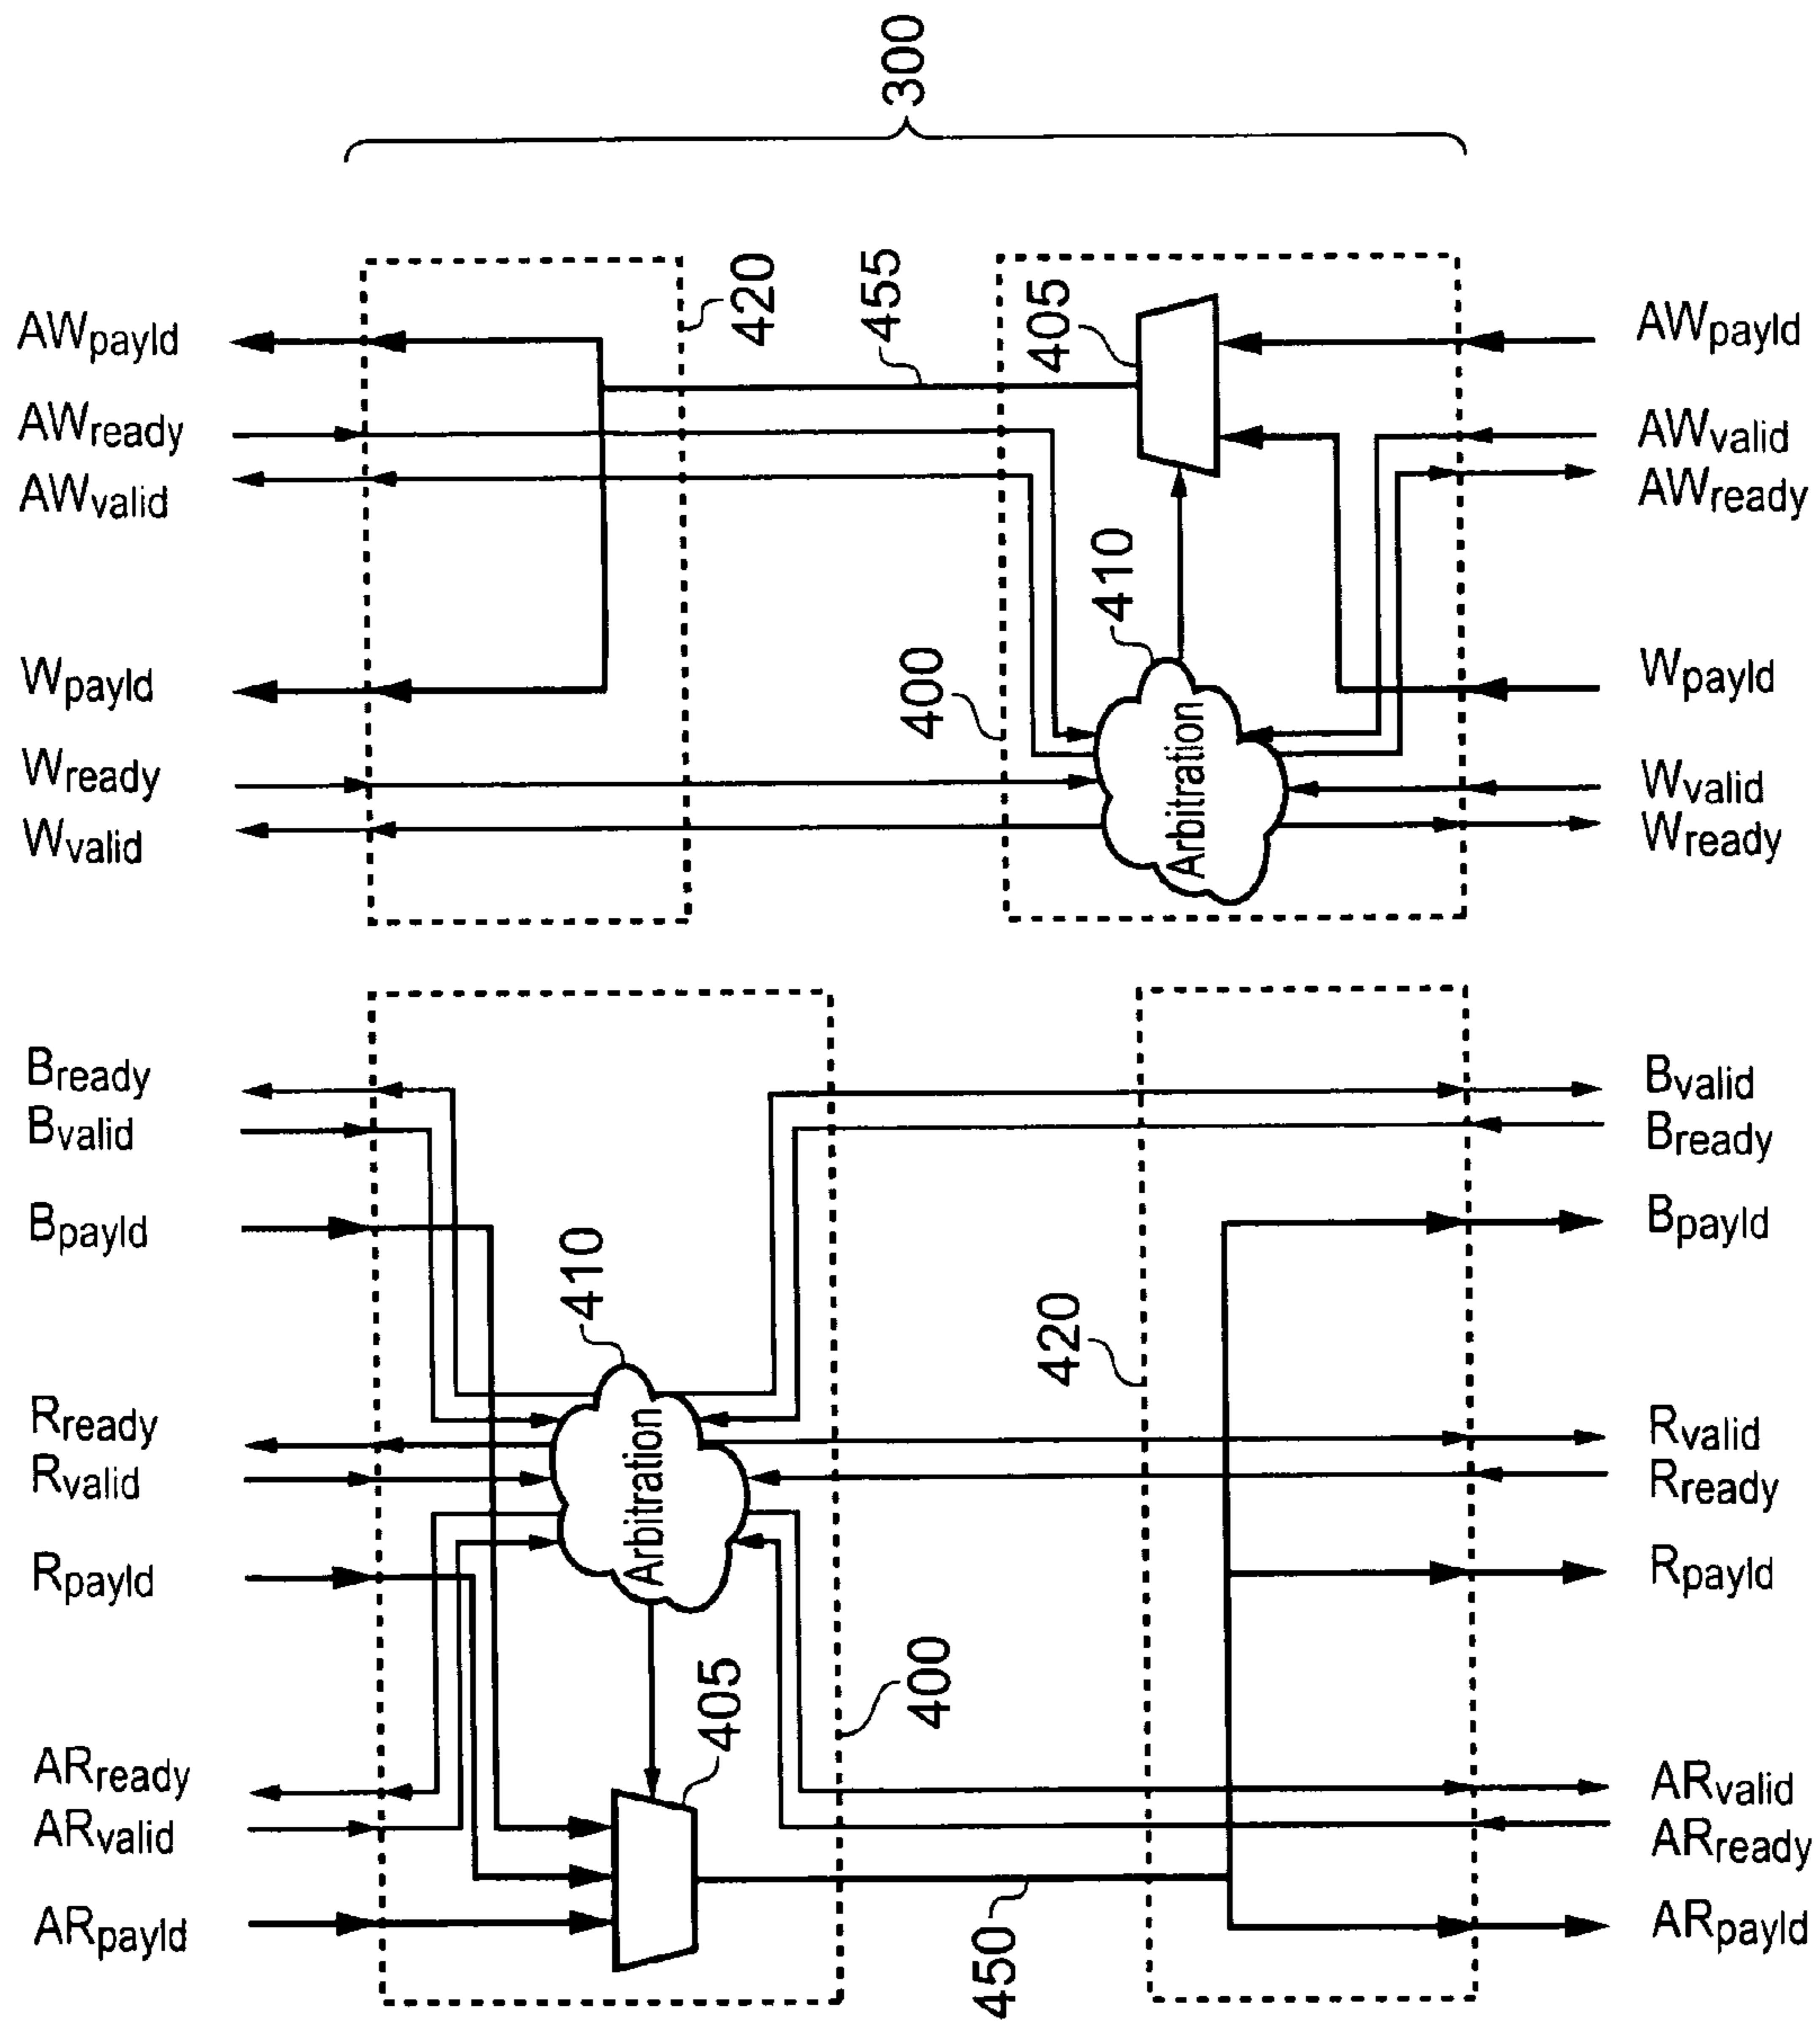 300
AWpayld
AWready
AWvalid
Wpayld
Wready
Wvalid
420
455
405
410
400
Arbitration
AWpayld
AWvalid
AWready
Wpayld
Wvalid
Wready
Bready
Bvalid
Bpayld
Rready
Rvalid
Rpayld
ARready
ARvalid
ARpayld
410
Arbitration
405
400
420
450
Bvalid
Bready
Bpayld
Rvalid
Rready
Rpayld
ARvalid
ARready
ARpayld